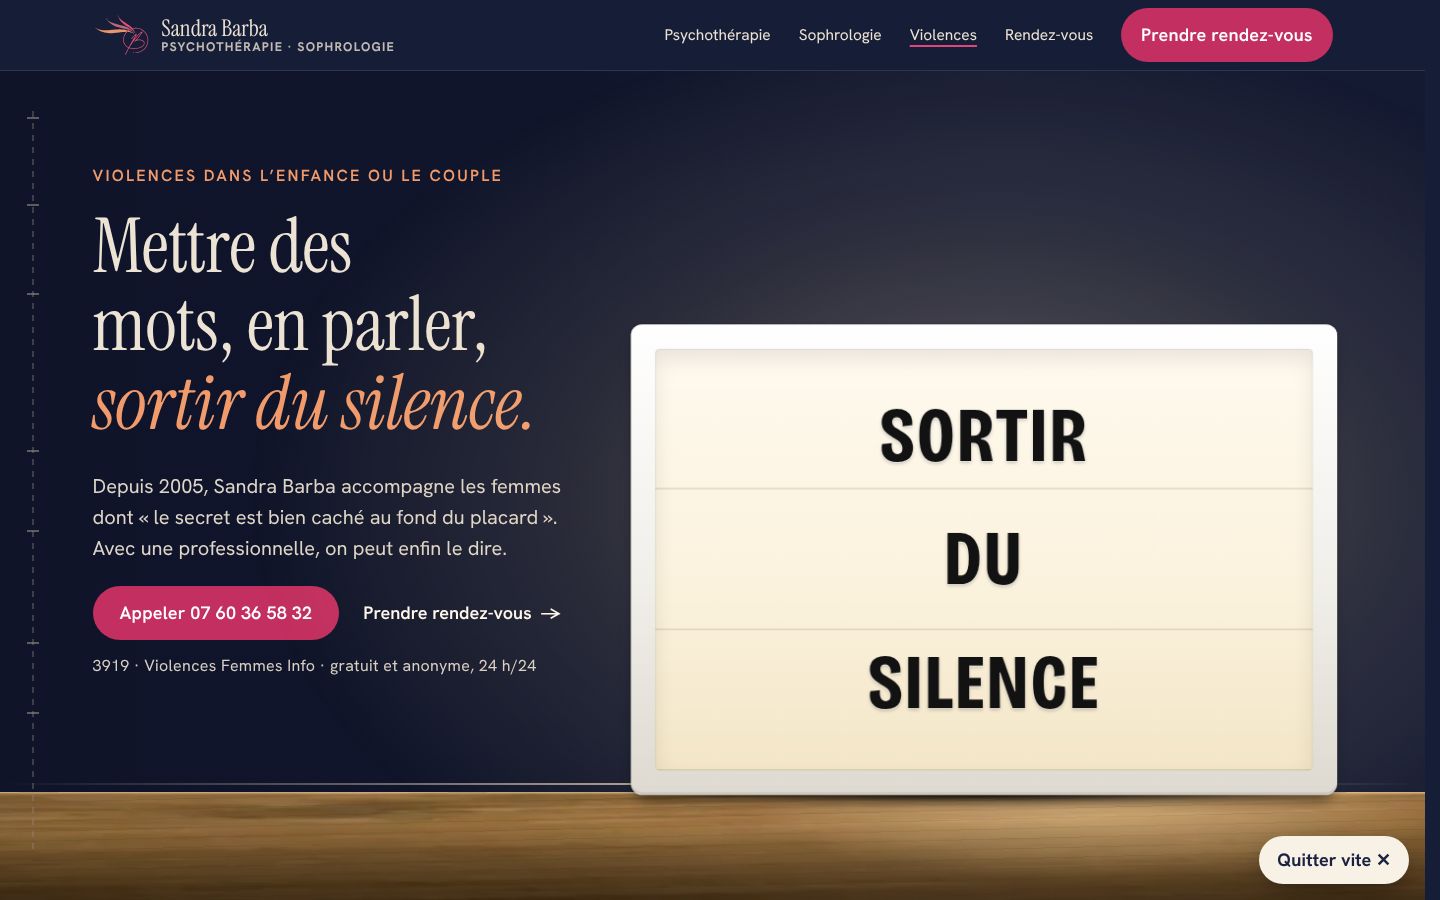 Sandra Barba
PSYCHOTHÉRAPIE · SOPHROLOGIE
Psychothérapie
Sophrologie
Violences
Rendez-vous
Prendre rendez-vous
VIOLENCES DANS L’ENFANCE OU LE COUPLE
Mettre des
mots, en parler,
sortir du silence.
Depuis 2005, Sandra Barba accompagne les femmes
dont « le secret est bien caché au fond du placard ».
Avec une professionnelle, on peut enfin le dire.
Appeler 07 60 36 58 32
Prendre rendez-vous →
3919 · Violences Femmes Info · gratuit et anonyme, 24 h/24
SORTIR
DU
SILENCE
Quitter vite ✕